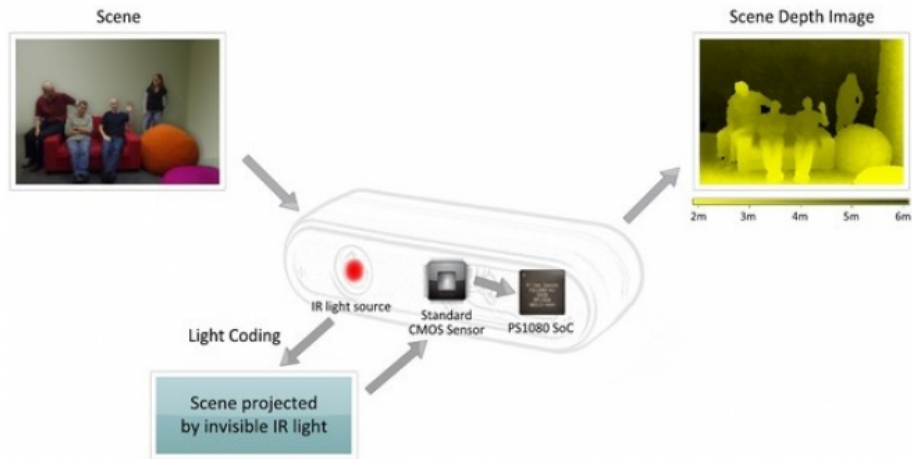 Scene
Scene Depth Image
2m 3m 4m 5m 6m
IR light source
Standard
CMOS Sensor
PS1080 SoC
Light Coding
Scene projected
by invisible IR light